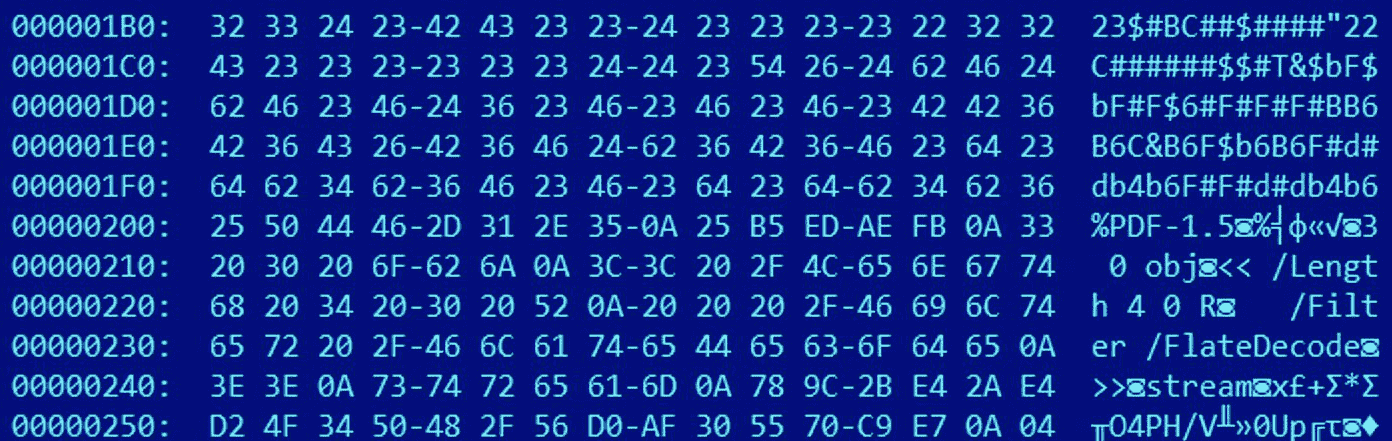 000001B0:  32 33 24 23-42 43 23 23-24 23 23 23-23 22 32 32  23$#BC##$####"22
000001C0:  43 23 23 23-23 23 23 24-24 23 54 26-24 62 46 24  C######$$#T&$bF$
000001D0:  62 46 23 46-24 36 23 46-23 46 23 46-23 42 42 36  bF#F$6#F#F#F#BB6
000001E0:  42 36 43 26-42 36 46 24-62 36 42 36-46 23 64 23  B6C&B6F$b6B6F#d#
000001F0:  64 62 34 62-36 46 23 46-23 64 23 64-62 34 62 36  db4b6F#F#d#db4b6
00000200:  25 50 44 46-2D 31 2E 35-0A 25 B5 ED-AE FB 0A 33  %PDF-1.5◙%╡φ«√◙3
00000210:  20 30 20 6F-62 6A 0A 3C-3C 20 2F 4C-65 6E 67 74   0 obj◙<< /Lengt
00000220:  68 20 34 20-30 20 52 0A-20 20 20 2F-46 69 6C 74  h 4 0 R◙   /Filt
00000230:  65 72 20 2F-46 6C 61 74-65 44 65 63-6F 64 65 0A  er /FlateDecode◙
00000240:  3E 3E 0A 73-74 72 65 61-6D 0A 78 9C-2B E4 2A E4  >>◙stream◙x£+Σ*Σ
00000250:  D2 4F 34 50-48 2F 56 D0-AF 30 55 70-C9 E7 0A 04  ╥O4PH/V╨»0Up╔τ◙♦